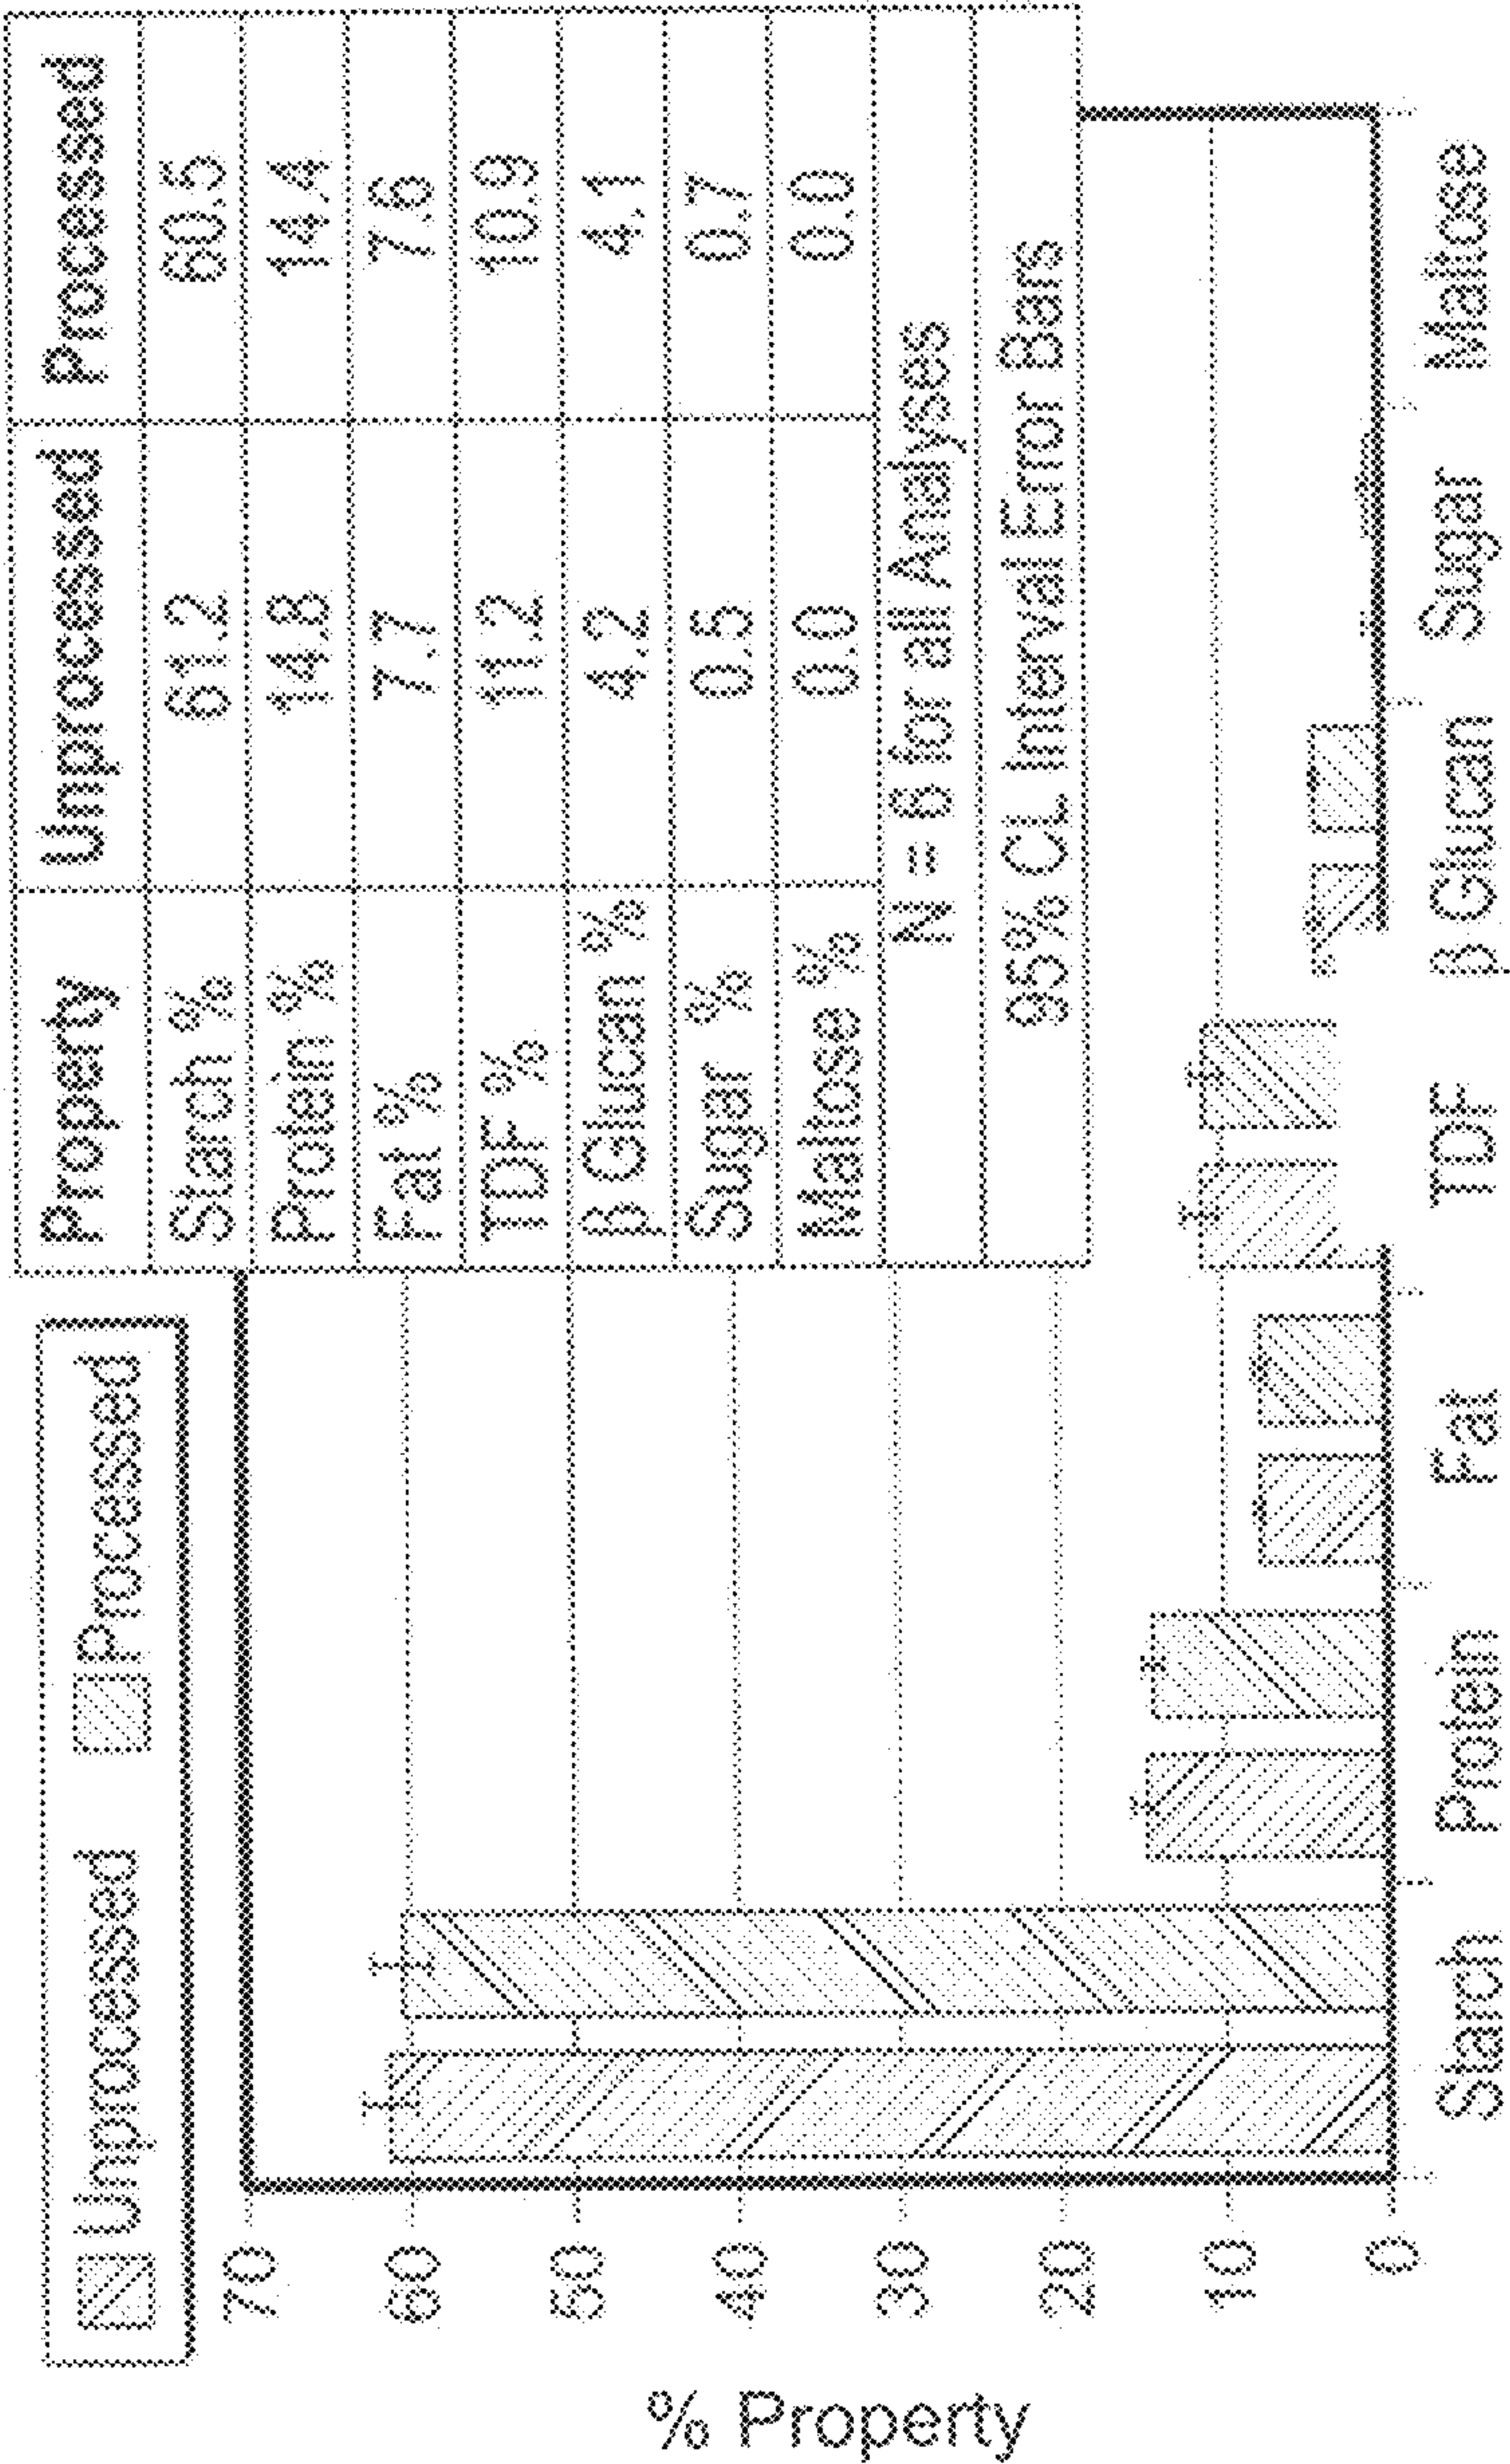 Unprocessed Processed
Property Unprocessed Processed
Starch % 61.2 60.5
Protein % 14.8 14.4
Fat % 7.7 7.6
TDF % 11.2 10.9
β Glucan % 4.2 4.1
Sugar % 0.5 0.7
Maltose % 0.0 0.0
N = 6 for all Analyses
95% CL Interval Error Bars
% Property
70
60
50
40
30
20
10
0
Starch Protein Fat TDF β Glucan Sugar Maltose